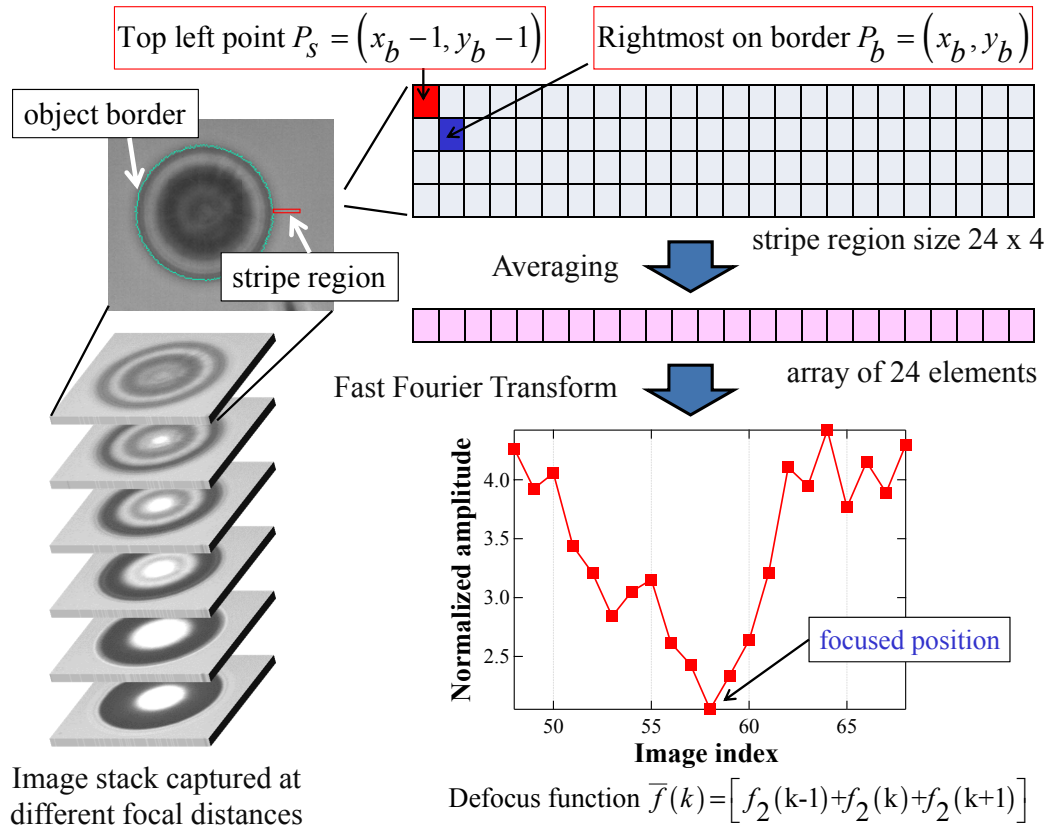 Top left point P_s = (x_b − 1, y_b − 1)
Rightmost on border P_b = (x_b, y_b)
object border
stripe region
stripe region size 24 x 4
Averaging
array of 24 elements
Fast Fourier Transform
Normalized amplitude
4.0
3.5
3.0
2.5
focused position
50 55 60 65
Image index
Image stack captured at
different focal distances
Defocus function f̅(k) = [f_2(k-1)+f_2(k)+f_2(k+1)]